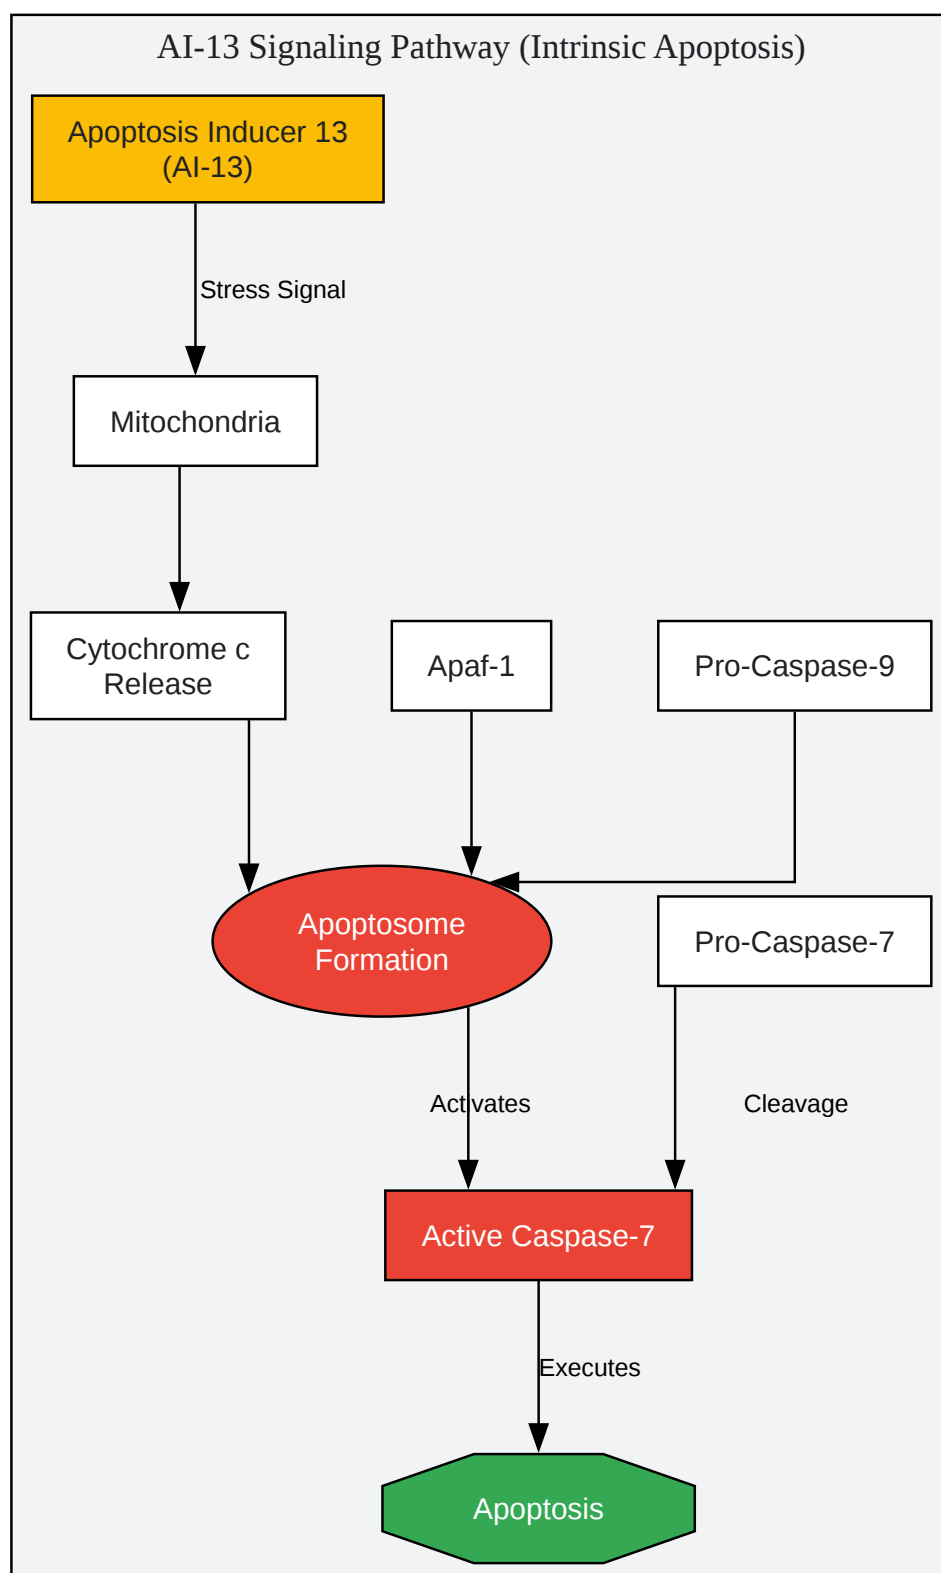 AI-13 Signaling Pathway (Intrinsic Apoptosis)
Apoptosis Inducer 13
(AI-13)
Stress Signal
Mitochondria
Cytochrome c
Release
Apaf-1
Pro-Caspase-9
Apoptosome
Formation
Pro-Caspase-7
Activates
Cleavage
Active Caspase-7
Executes
Apoptosis